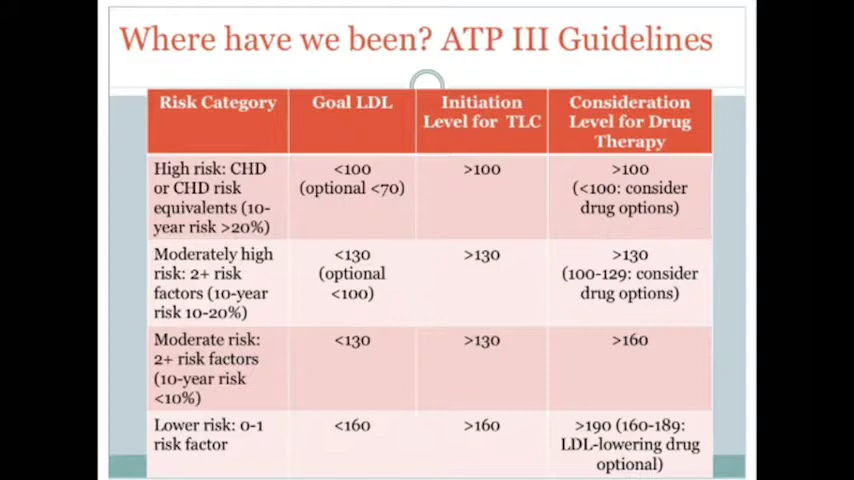 Where have we been? ATP III Guidelines
Risk Category
Goal LDL
Initiation
Level for TLC
Consideration
Level for Drug
Therapy
High risk: CHD
or CHD risk
equivalents (10-
year risk >20%)
<100
(optional <70)
>100
>100
(<100: consider
drug options)
Moderately high
risk: 2+ risk
factors (10-year
risk 10-20%)
<130
(optional
<100)
>130
>130
(100-129: consider
drug options)
Moderate risk:
2+ risk factors
(10-year risk
<10%)
<130
>130
>160
Lower risk: 0-1
risk factor
<160
>160
>190 (160-189:
LDL-lowering drug
optional)